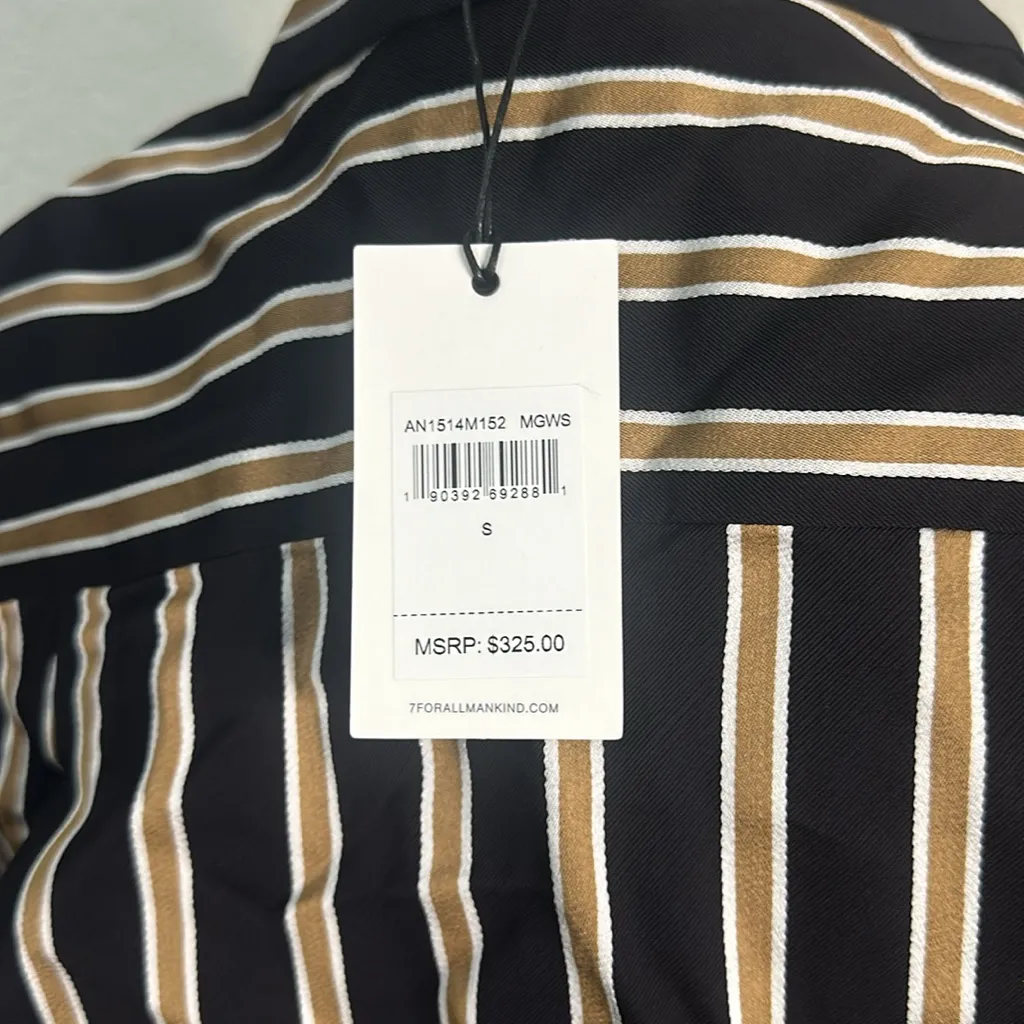 AN1514M152 MGWS
1 90392 69288 1
S
MSRP: $325.00
7FORALLMANKIND.COM